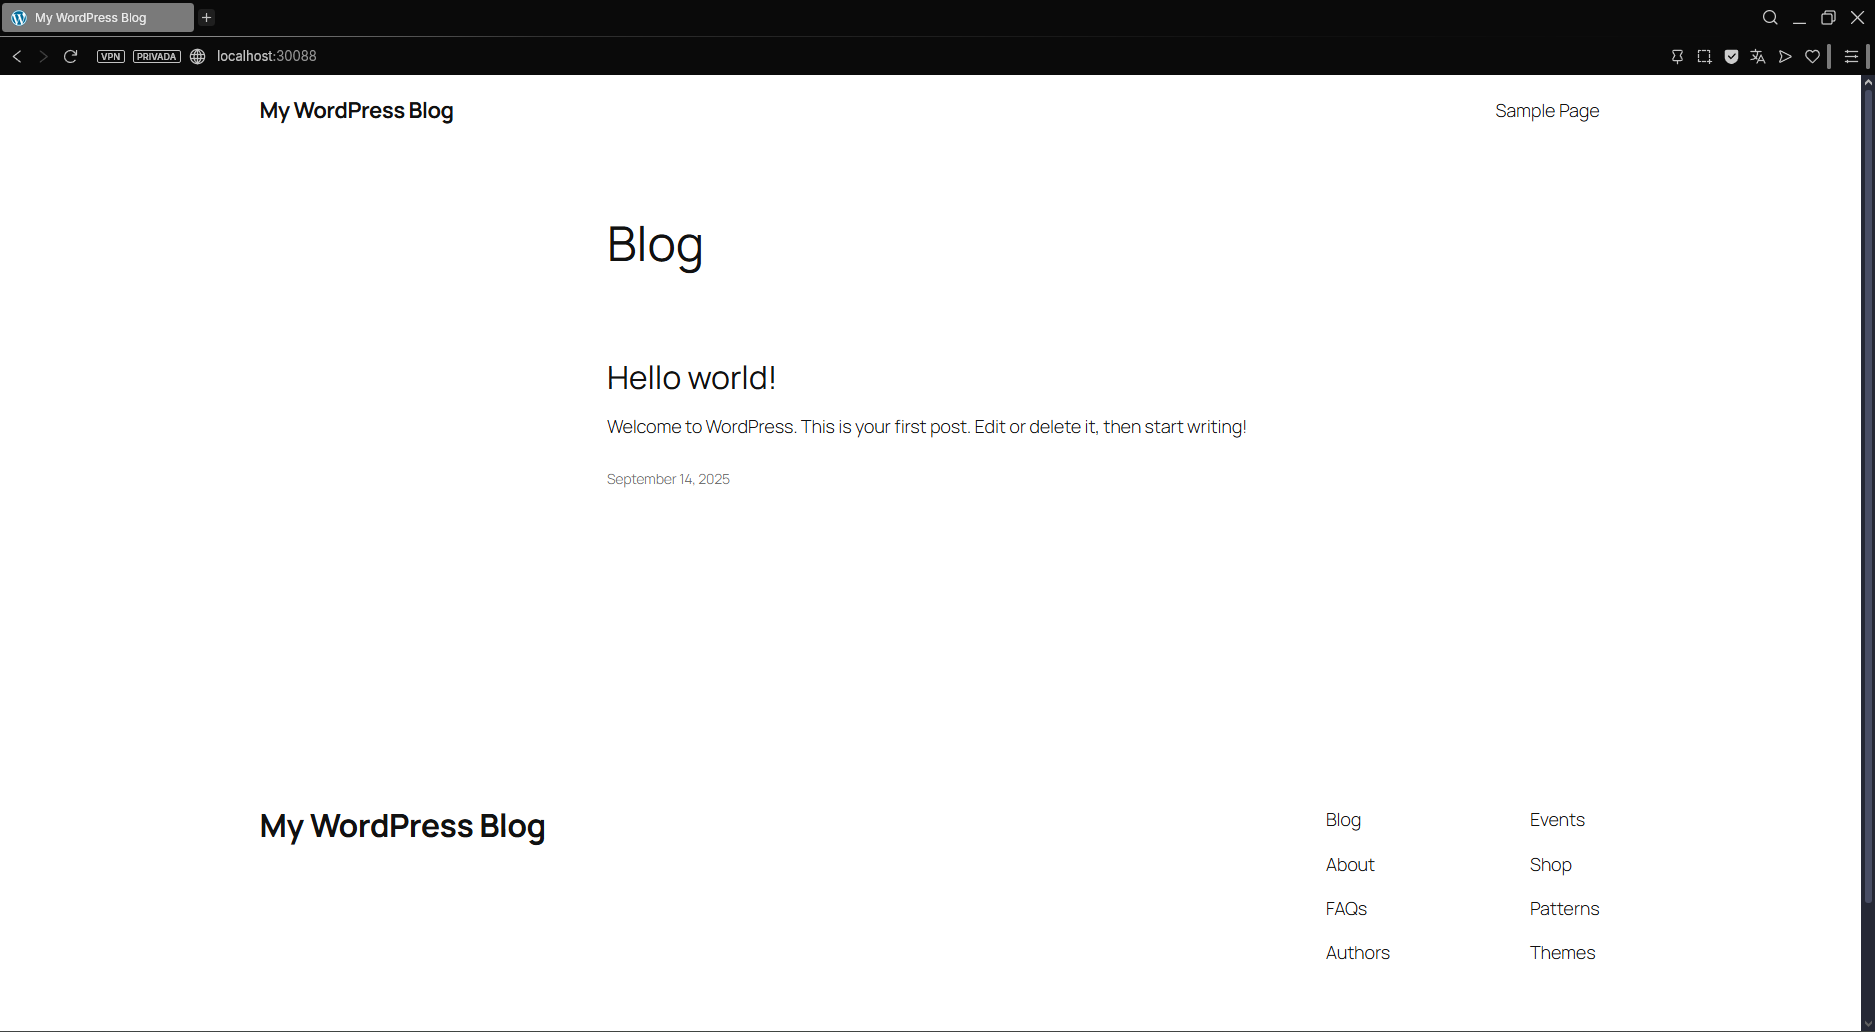 My WordPress Blog
VPN PRIVADA localhost:30088
My WordPress Blog
Sample Page
Blog
Hello world!
Welcome to WordPress. This is your first post. Edit or delete it, then start writing!
September 14, 2025
My WordPress Blog
Blog
About
FAQs
Authors
Events
Shop
Patterns
Themes